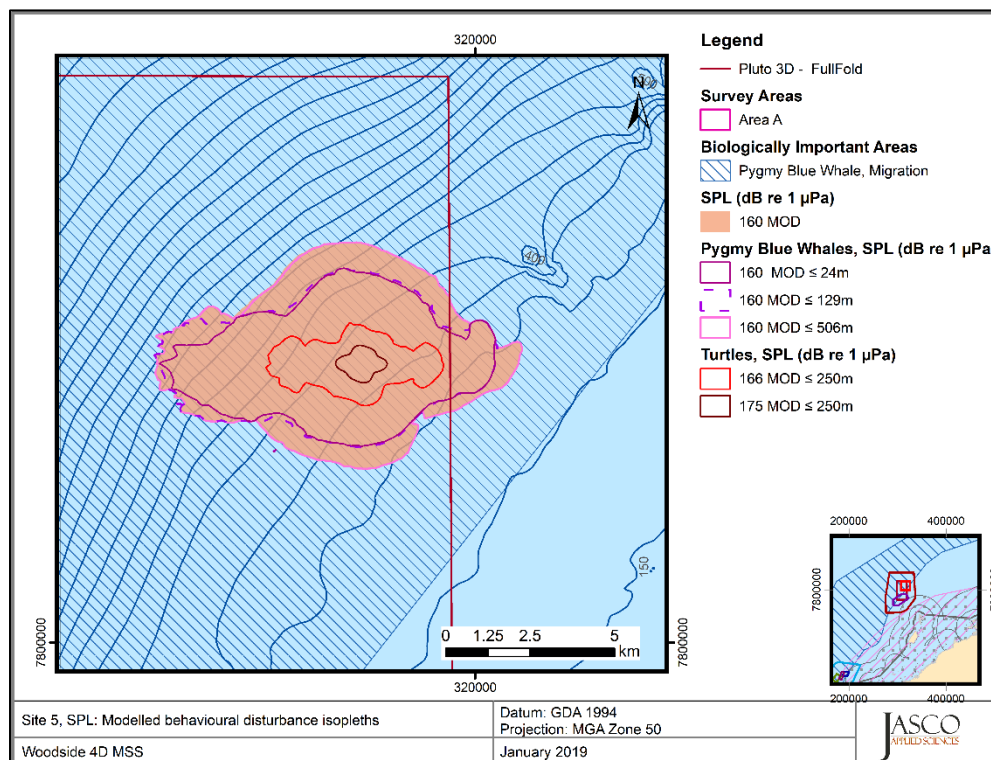 320000
N
300
400
150
0 1.25 2.5 5
km
7800000
7800000
320000
Legend
Pluto 3D - FullFold
Survey Areas
Area A
Biologically Important Areas
Pygmy Blue Whale, Migration
SPL (dB re 1 µPa)
160 MOD
Pygmy Blue Whales, SPL (dB re 1 µPa)
160 MOD ≤ 24m
160 MOD ≤ 129m
160 MOD ≤ 506m
Turtles, SPL (dB re 1 µPa)
166 MOD ≤ 250m
175 MOD ≤ 250m
200000 400000
7800000
200000 400000
Site 5, SPL: Modelled behavioural disturbance isopleths
Datum: GDA 1994
Projection: MGA Zone 50
Woodside 4D MSS
January 2019
JASCO
APPLIED SCIENCES